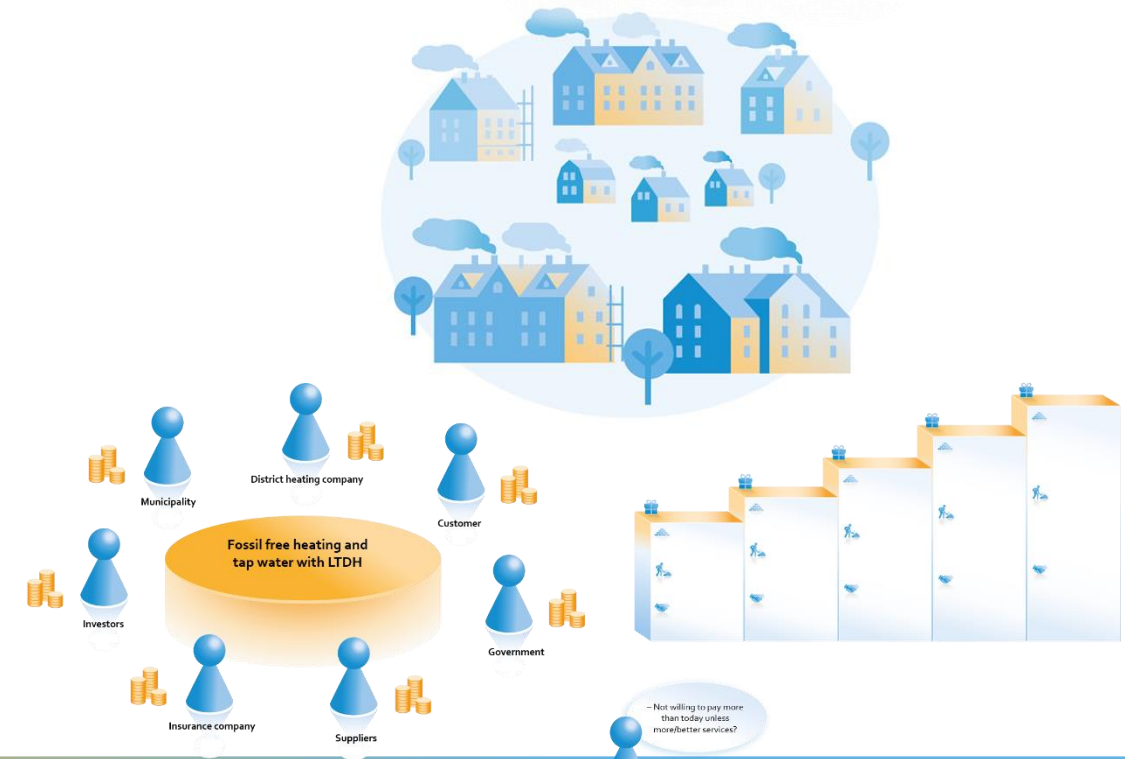 District heating company
Municipality
Customer
Fossil free heating and
tap water with LTDH
Investors
Government
Insurance company
Suppliers
– Not willing to pay more
than today unless
more/better services?